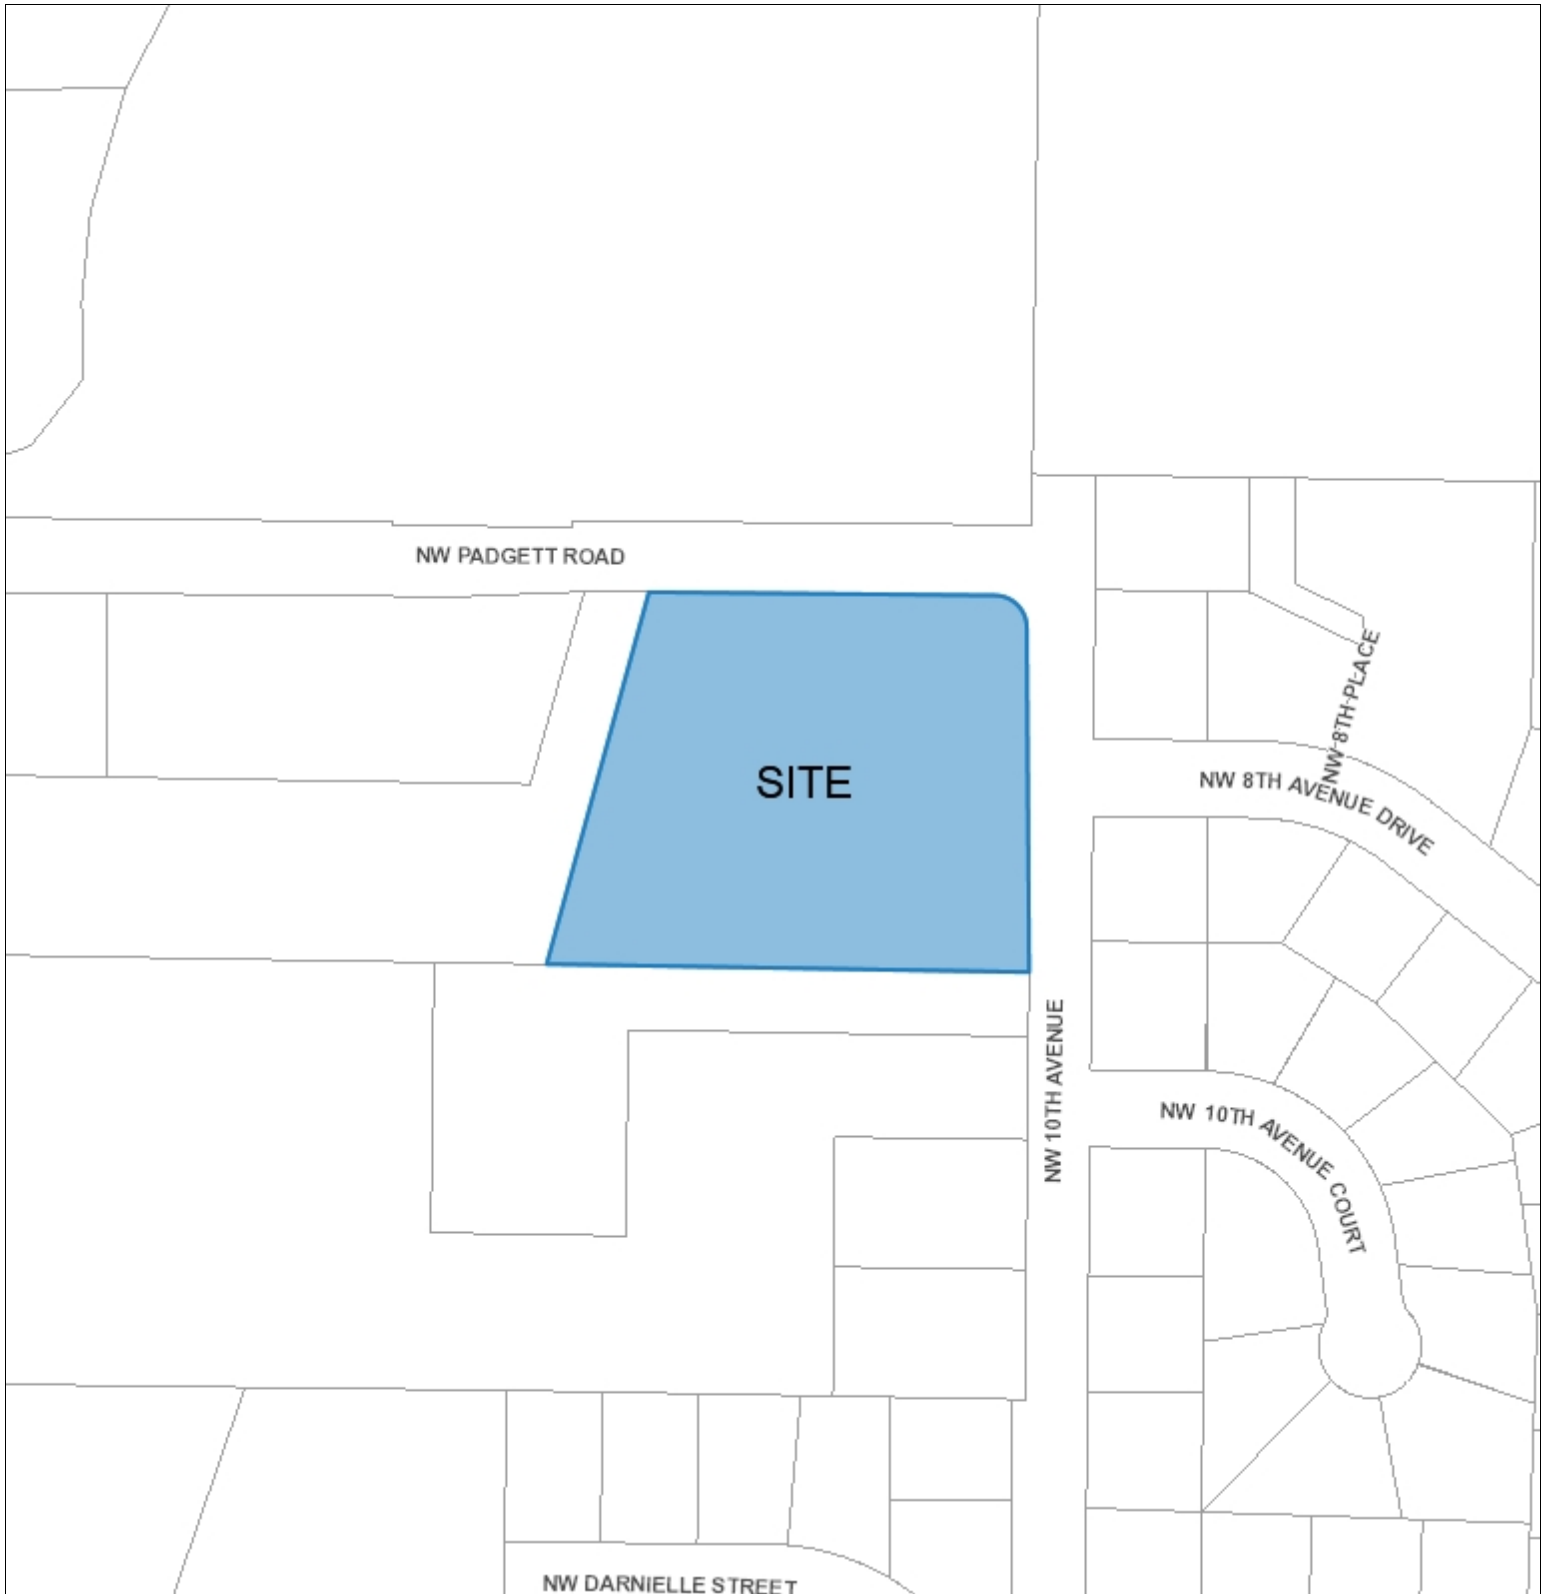 NW PADGETT ROAD
NW 8TH PLACE
SITE
NW 8TH AVENUE DRIVE
NW 10TH AVENUE
NW 10TH AVENUE COURT
NW DARNIELLE STREET